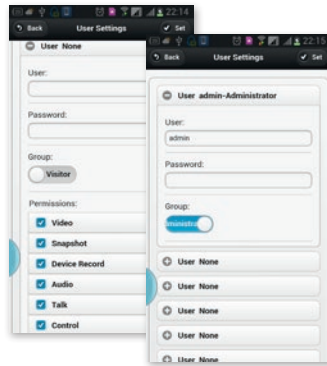 22:14
Back User Settings Set
User None
User:
Password:
Group:
Visitor
Permissions:
Video
Snapshot
Device Record
Audio
Talk
Control
22:15
Back User Settings Set
User admin-Administrator
User:
admin
Password:
Group:
ministra
User None
User None
User None
User None
User None